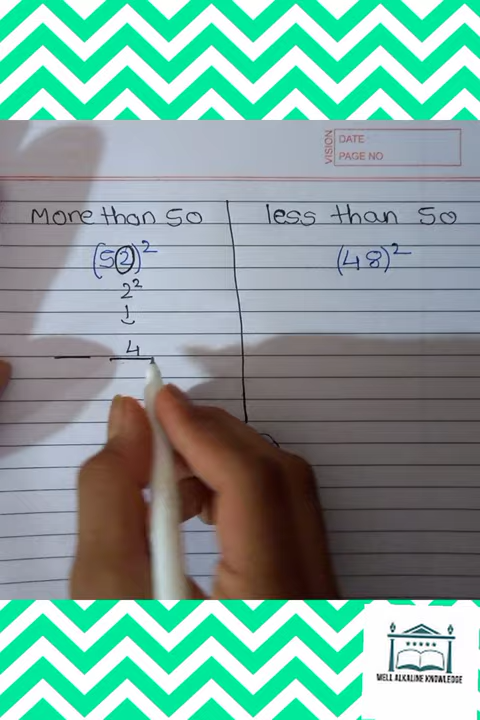 VISION
DATE
PAGE NO
More than 50
less than 50
(52)²
(48)²
2²
4
WELL ALKALINE KNOWLEDGE